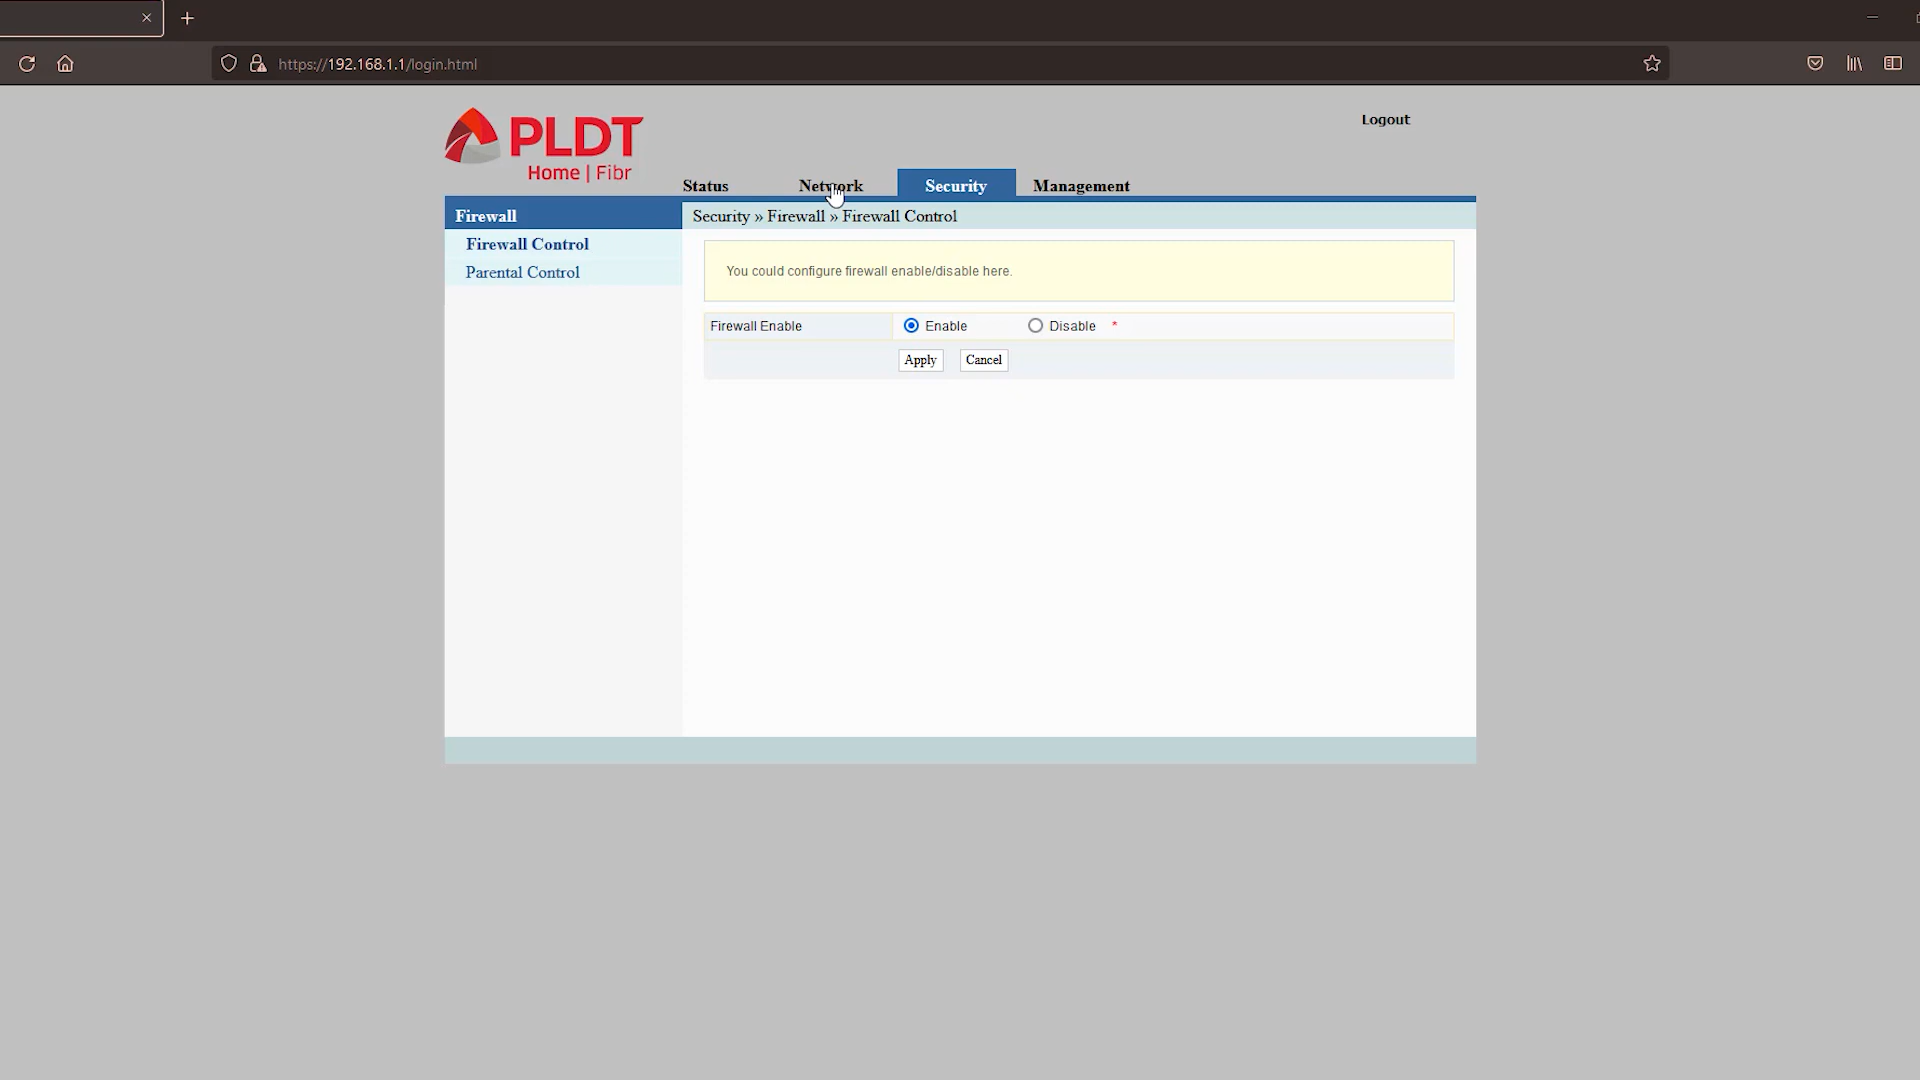 https://192.168.1.1/login.html
PLDT
Home | Fibr
Logout
Status Network Security Management
Firewall
Security » Firewall » Firewall Control
Firewall Control
Parental Control
You could configure firewall enable/disable here.
Firewall Enable Enable Disable *
Apply Cancel